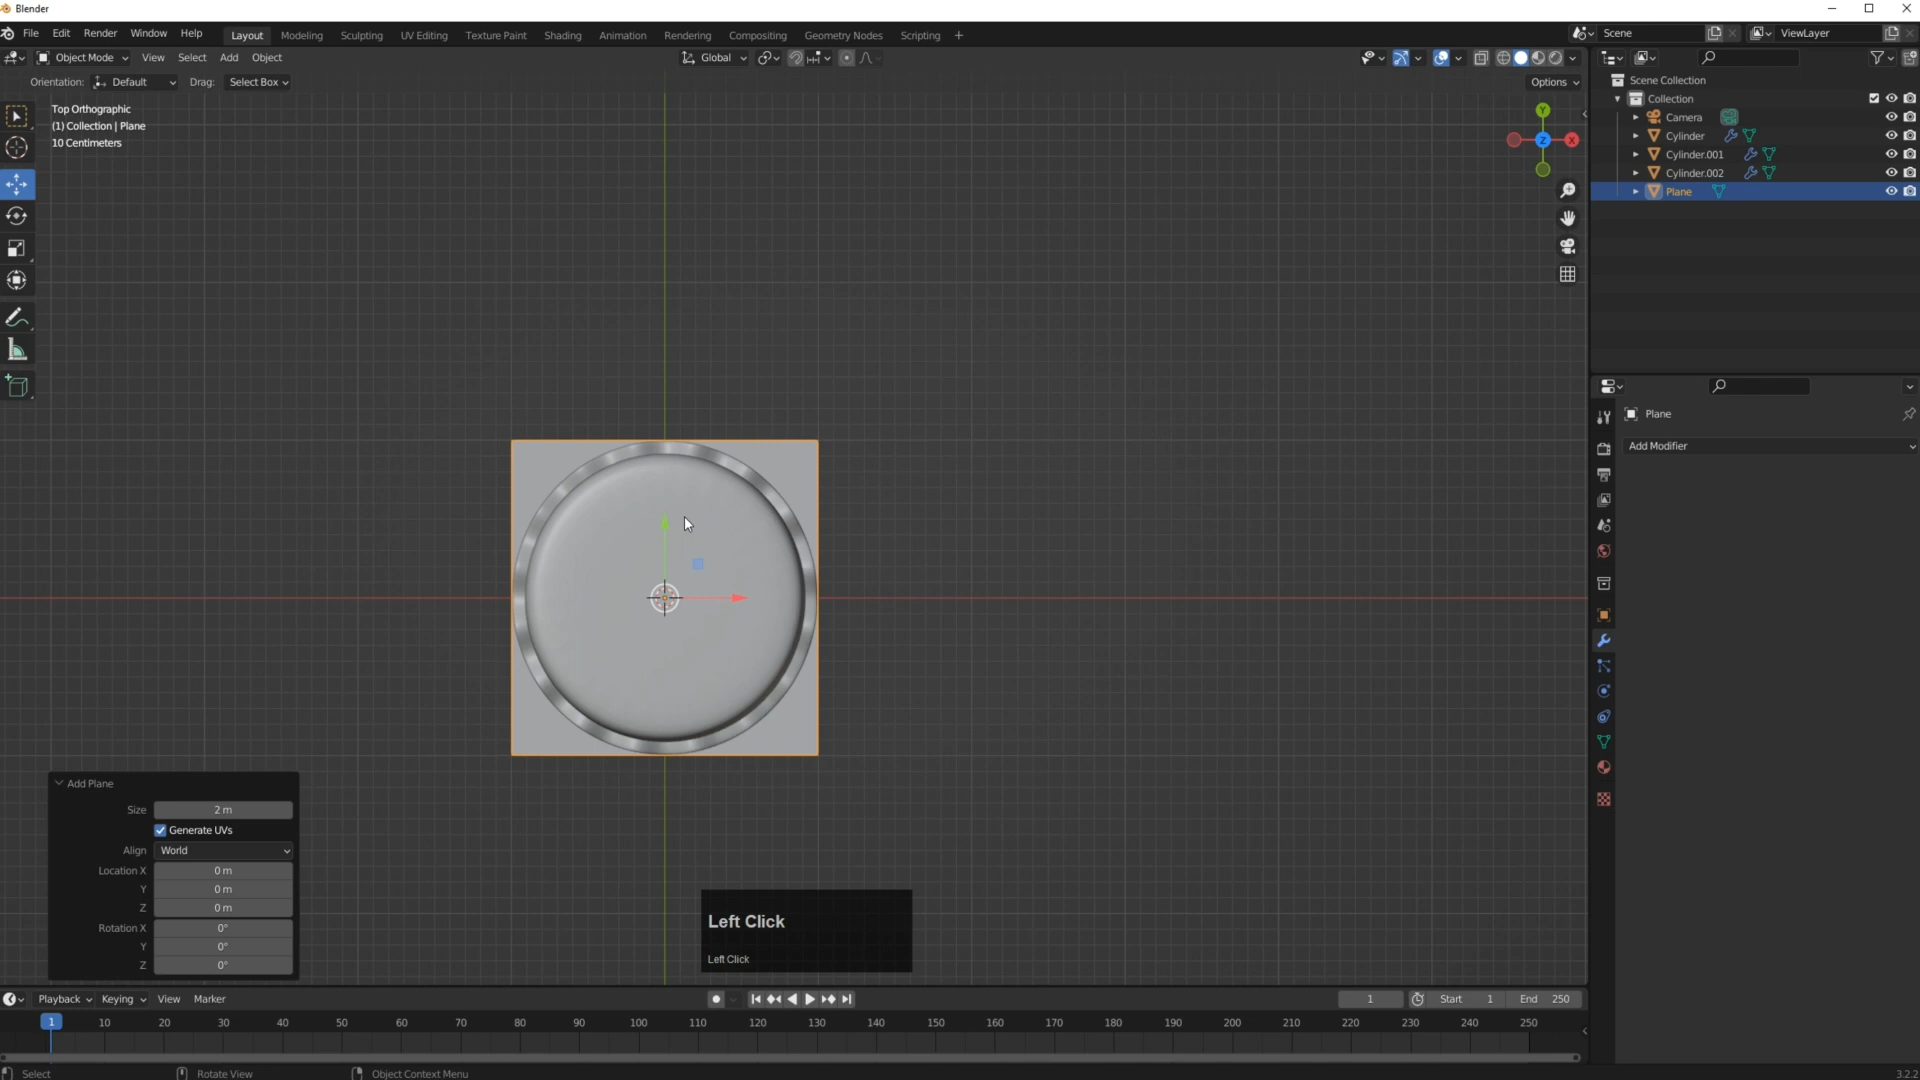 Blender
File Edit Render Window Help Layout Modeling Sculpting UV Editing Texture Paint Shading Animation Rendering Compositing Geometry Nodes Scripting + Scene ViewLayer
Object Mode View Select Add Object Global
Orientation: Default Drag: Select Box Options
Top Orthographic
(1) Collection | Plane
10 Centimeters
Y
Z
X
Scene Collection
Collection
Camera
Cylinder
Cylinder.001
Cylinder.002
Plane
Plane
Add Modifier
Add Plane
Size 2 m
Generate UVs
Align World
Location X 0 m
Y 0 m
Z 0 m
Rotation X 0°
Y 0°
Z 0°
Left Click
Left Click
Playback Keying View Marker 1 Start 1 End 250
1 10 20 30 40 50 60 70 80 90 100 110 120 130 140 150 160 170 180 190 200 210 220 230 240 250
Select Rotate View Object Context Menu 3.2.2